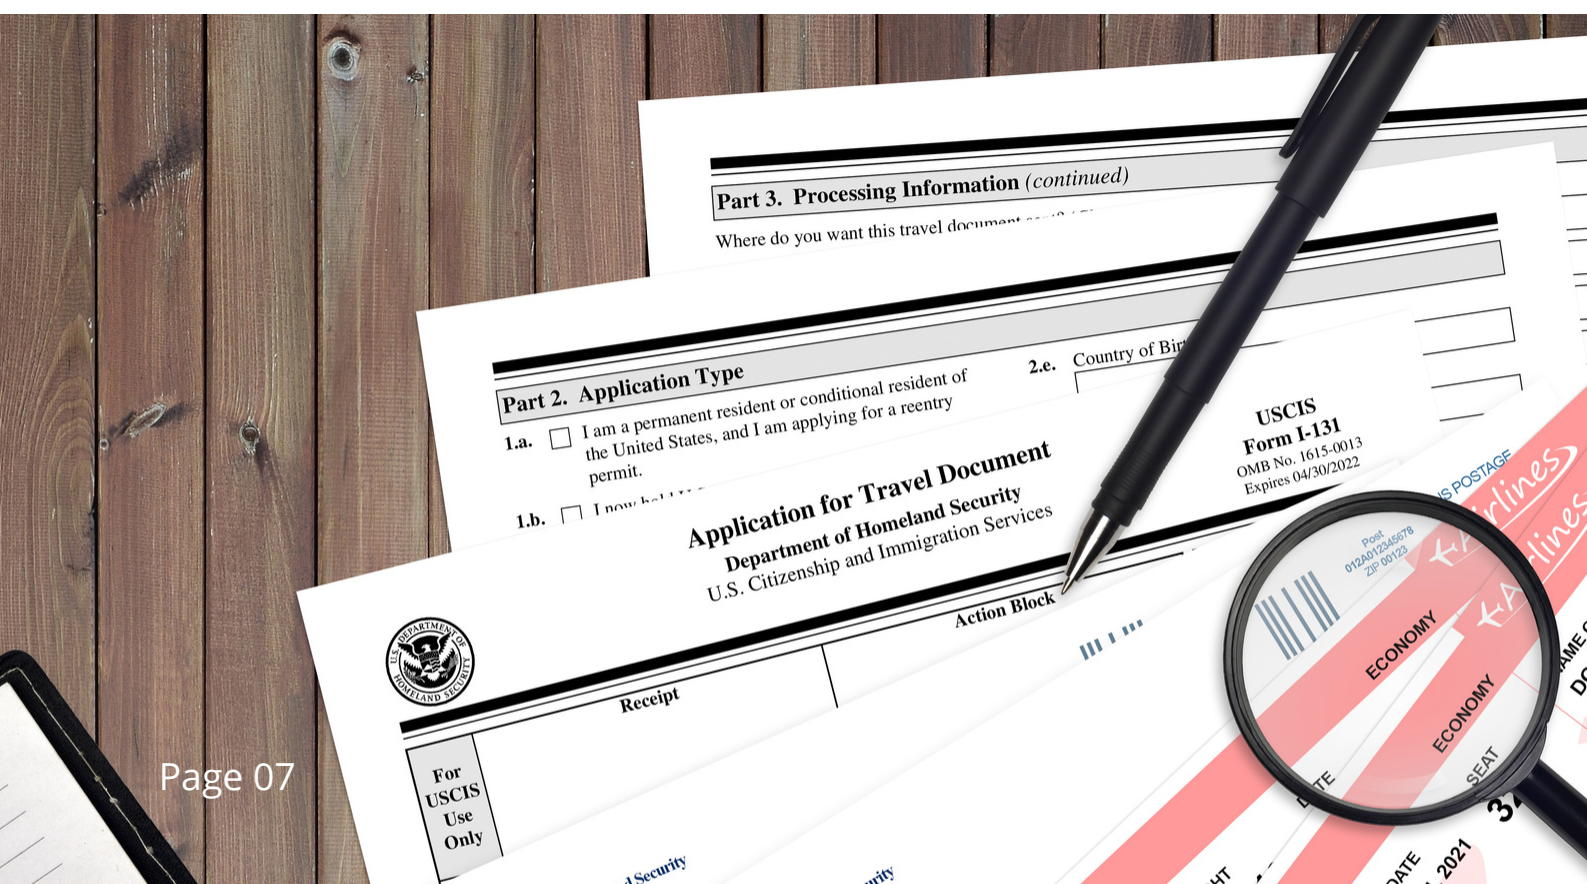 Part 3. Processing Information (continued)
Where do you want this travel document
Part 2. Application Type
1.a. I am a permanent resident or conditional resident of
the United States, and I am applying for a reentry
permit.
1.b. I now
2.e. Country of
USCIS
Form I-131
OMB No. 1615-0013
Expires 04/30/2022
Application for Travel Document
Department of Homeland Security
U.S. Citizenship and Immigration Services
U.S. DEPARTMENT OF
HOMELAND SECURITY
Action Block
Receipt
For
USCIS
Use
Only
POSTAGE
Post
012A012345678
ZIP 00123
Airlines
Airlines
ECONOMY
ECONOMY
SEAT
2021
Security
Page 07